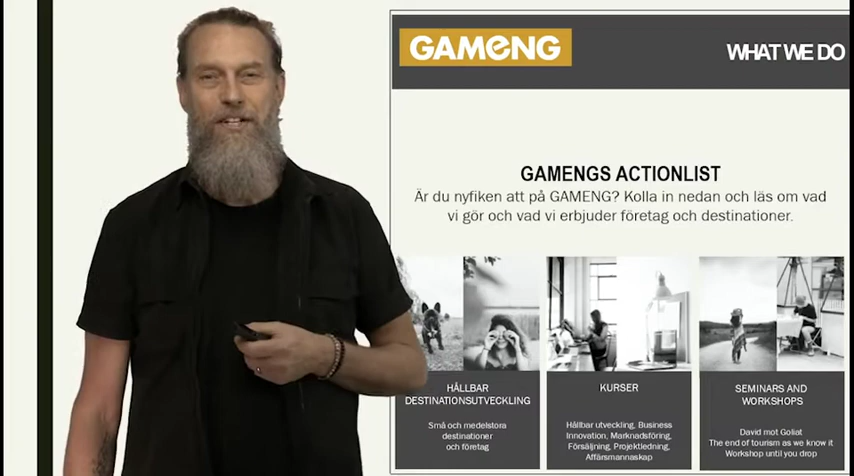 GAMENG
WHAT WE DO
GAMENGS ACTIONLIST
Är du nyfiken att på GAMENG? Kolla in nedan och läs om vad
vi gör och vad vi erbjuder företag och destinationer.
HÅLLBAR
DESTINATIONSUTVECKLING
Små och medelstora
destinationer
och företag
KURSER
Hållbar utveckling, Business
Innovation, Marknadsföring,
Försäljning, Projektledning,
Affärsmannaskap
SEMINARS AND
WORKSHOPS
David mot Goliat
The end of tourism as we know it
Workshop until you drop